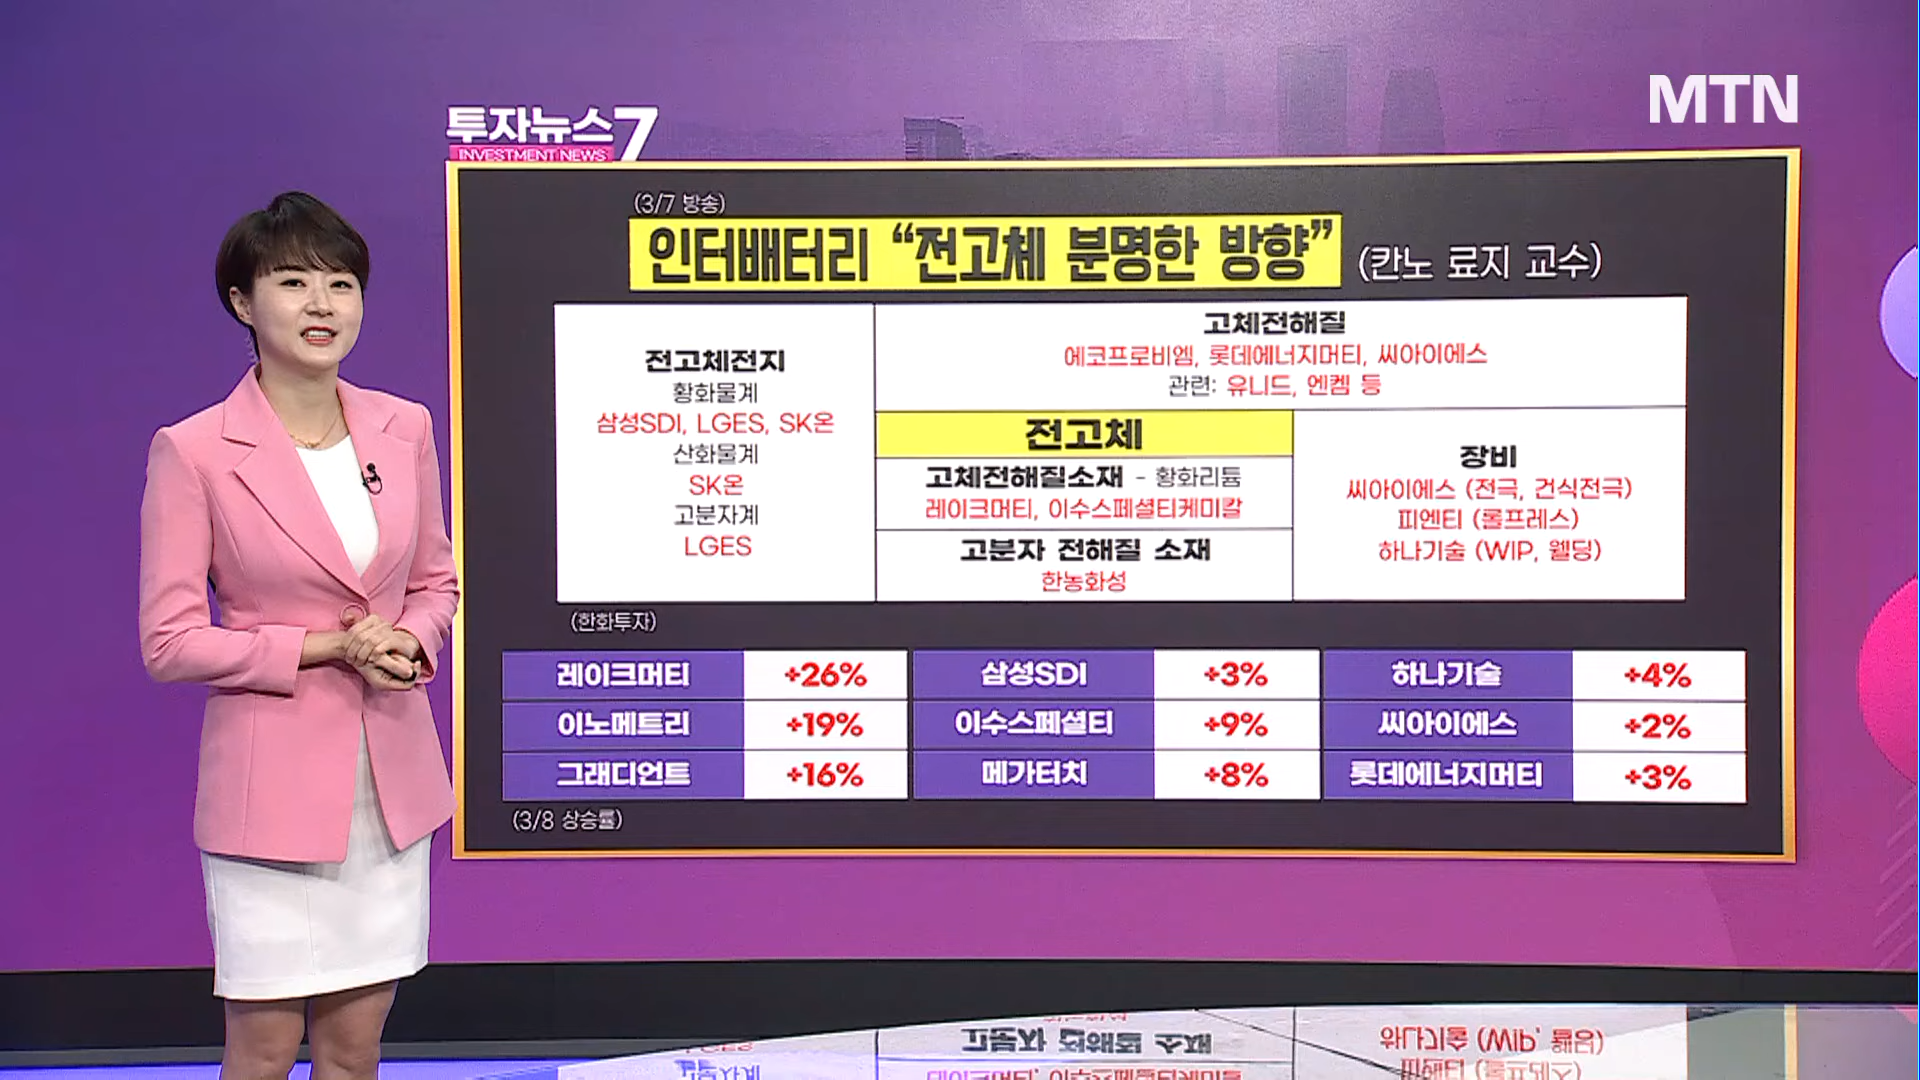 MTN
투자뉴스7
INVESTMENT NEWS
(3/7 방송)
인터배터리 “전고체 분명한 방향” (칸노 료지 교수)
전고체전지
황화물계
삼성SDI, LGES, SK온
산화물계
SK온
고분자계
LGES
고체전해질
에코프로비엠, 롯데에너지머티, 씨아이에스
관련: 유니드, 엔켐 등
전고체
고체전해질소재 - 황화리튬
레이크머티, 이수스페셜티케미칼
고분자 전해질 소재
한농화성
장비
씨아이에스 (전극, 건식전극)
피엔티 (롤프레스)
하나기술 (WIP, 웰딩)
(한화투자)
레이크머티 +26% 삼성SDI +3% 하나기술 +4%
이노메트리 +19% 이수스페셜티 +9% 씨아이에스 +2%
그래디언트 +16% 메가터치 +8% 롯데에너지머티 +3%
(3/8 상승률)